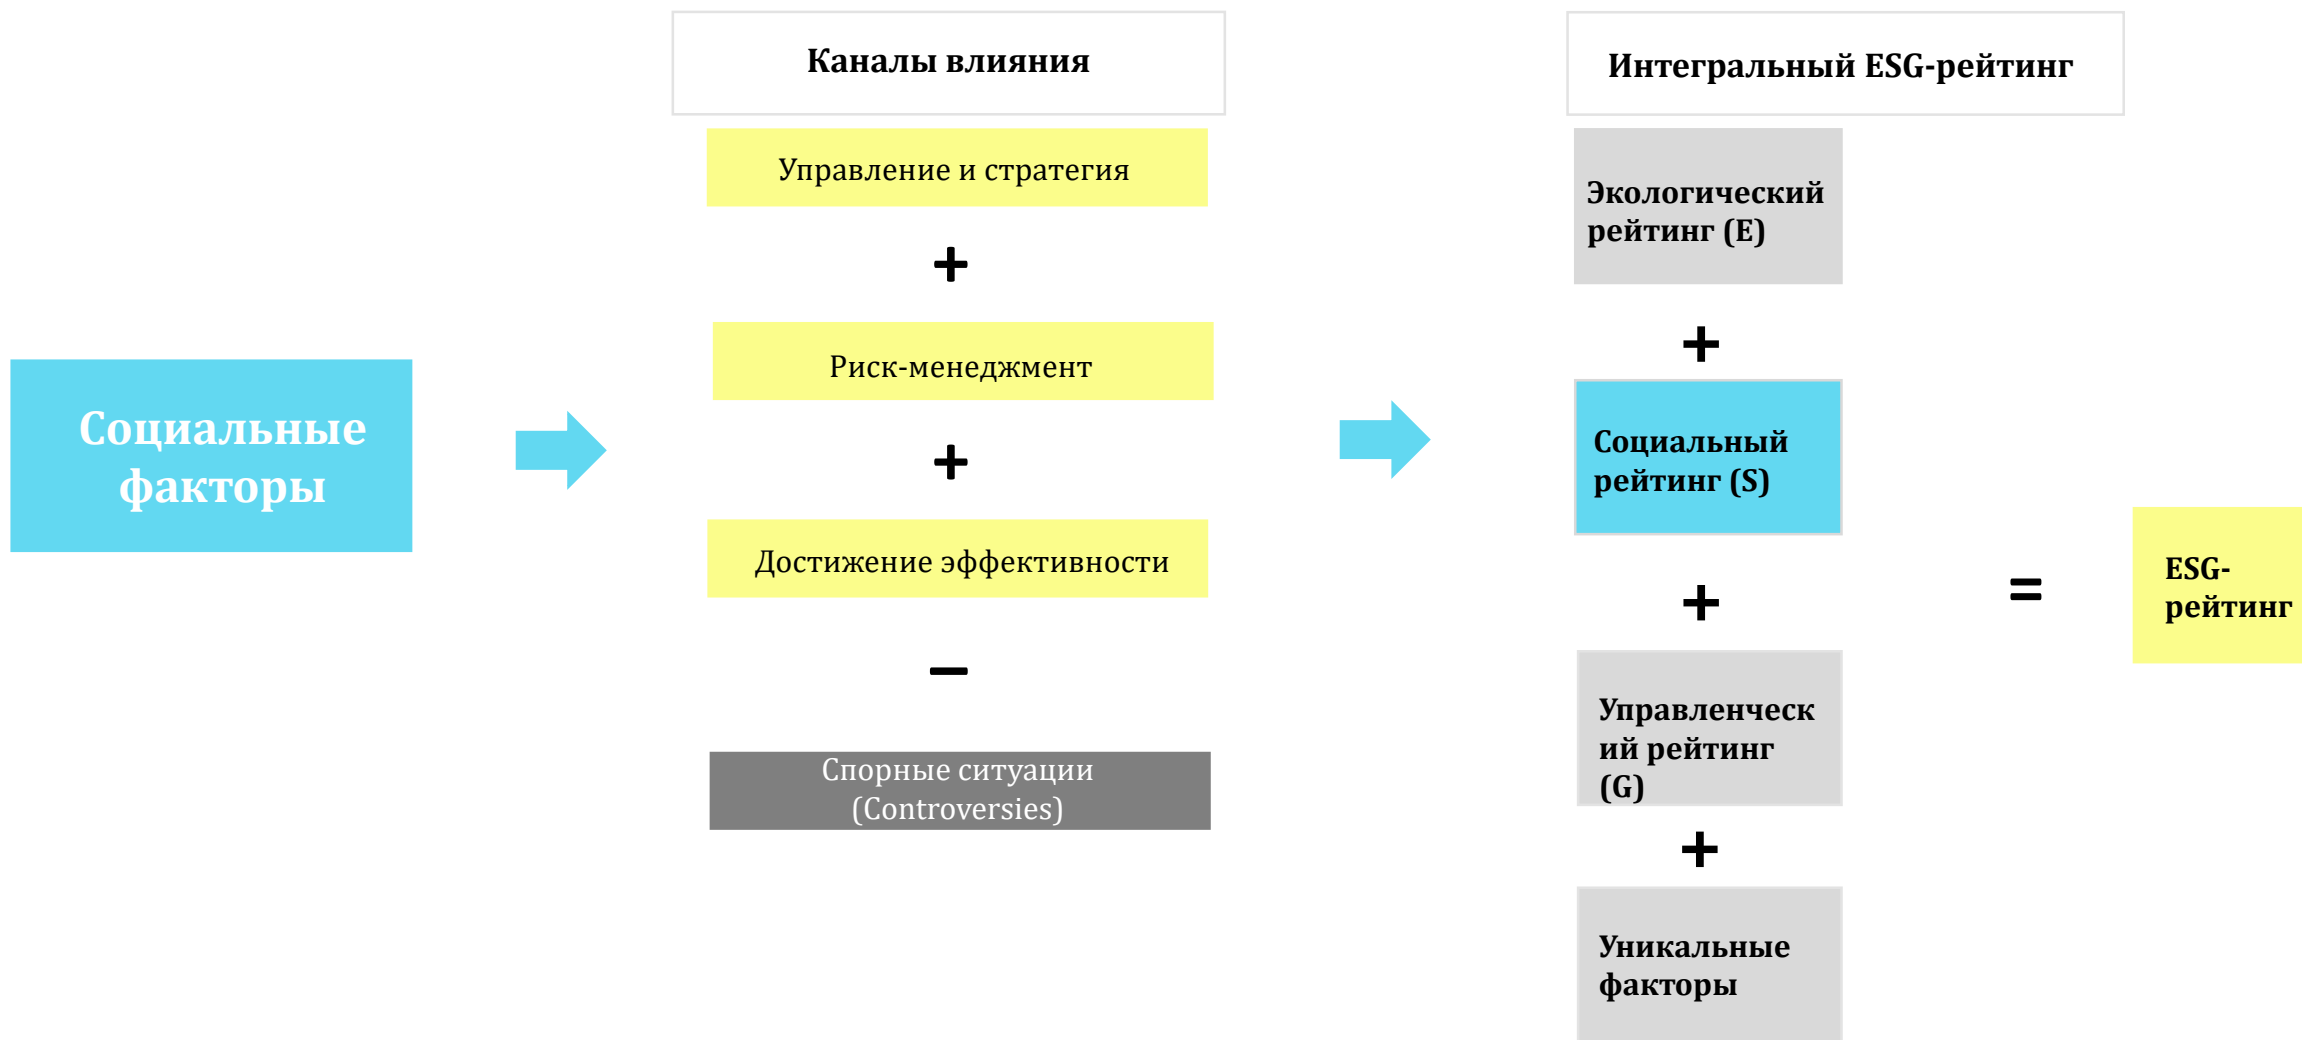 Каналы влияния
Интегральный ESG-рейтинг
Социальные
факторы
Управление и стратегия
+
Риск-менеджмент
+
Достижение эффективности
–
Спорные ситуации
(Controversies)
Экологический
рейтинг (E)
+
Социальный
рейтинг (S)
+
Управленческ
ий рейтинг
(G)
+
Уникальные
факторы
=
ESG-
рейтинг